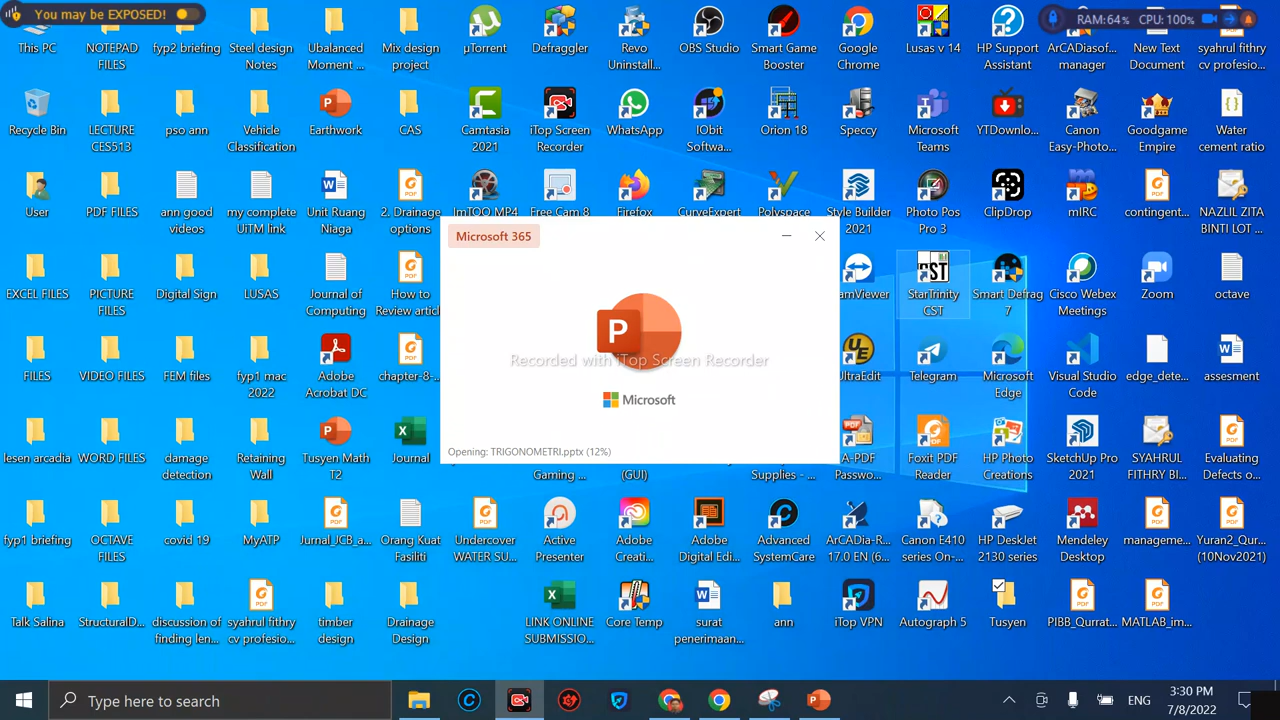 You may be EXPOSED!
RAM:64% CPU:100%
This PC
NOTEPAD FILES
fyp2 briefing
Steel design Notes
Ubalanced Moment ...
Mix design project
µTorrent
Defraggler
Revo Uninstall...
OBS Studio
Smart Game Booster
Google Chrome
Lusas v 14
HP Support Assistant
ArCADiasof... manager
New Text Document
syahrul fithry cv profesio...
Recycle Bin
LECTURE CES513
pso ann
Vehicle Classification
Earthwork
CAS
Camtasia 2021
iTop Screen Recorder
WhatsApp
IObit Softwa...
Orion 18
Speccy
Microsoft Teams
YTDownlo...
Canon Easy-Photo...
Goodgame Empire
Water cement ratio
User
PDF FILES
ann good videos
my complete UiTM link
Unit Ruang Niaga
2. Drainage options
ImTOO MP4
Free Cam 8
Firefox
CurveExpert
Polyspace
Style Builder 2021
Photo Pos Pro 3
ClipDrop
mIRC
contingent...
NAZLIL ZITA BINTI LOT ...
Microsoft 365
EXCEL FILES
PICTURE FILES
Digital Sign
LUSAS
Journal of Computing
How to Review articl
amViewer
StarTrinity CST
Smart Defrag 7
Cisco Webex Meetings
Zoom
octave
P
Recorded with iTop Screen Recorder
Microsoft
FILES
VIDEO FILES
FEM files
fyp1 mac 2022
Adobe Acrobat DC
chapter-8-...
UltraEdit
Telegram
Microsoft Edge
Visual Studio Code
edge_dete...
assesment
Opening: TRIGONOMETRI.pptx (12%)
lesen arcadia
WORD FILES
damage detection
Retaining Wall
Tusyen Math T2
Journal
Gaming ...
(GUI)
Supplies - ...
A-PDF Passwo...
Foxit PDF Reader
HP Photo Creations
SketchUp Pro 2021
SYAHRUL FITHRY BI...
Evaluating Defects o...
fyp1 briefing
OCTAVE FILES
covid 19
MyATP
Jurnal_JCB_a...
Orang Kuat Fasiliti
Undercover WATER SU...
Active Presenter
Adobe Creati...
Adobe Digital Edi...
Advanced SystemCare
ArCADia-R... 17.0 EN (6...
Canon E410 series On-...
HP DeskJet 2130 series
Mendeley Desktop
manageme...
Yuran2_Qur... (10Nov2021)
Talk Salina
StructuralD...
discussion of finding len...
syahrul fithry cv profesio...
timber design
Drainage Design
LINK ONLINE SUBMISSIO...
Core Temp
surat penerimaan...
ann
iTop VPN
Autograph 5
Tusyen
PIBB_Qurrat...
MATLAB_im...
Type here to search
ENG
3:30 PM
7/8/2022